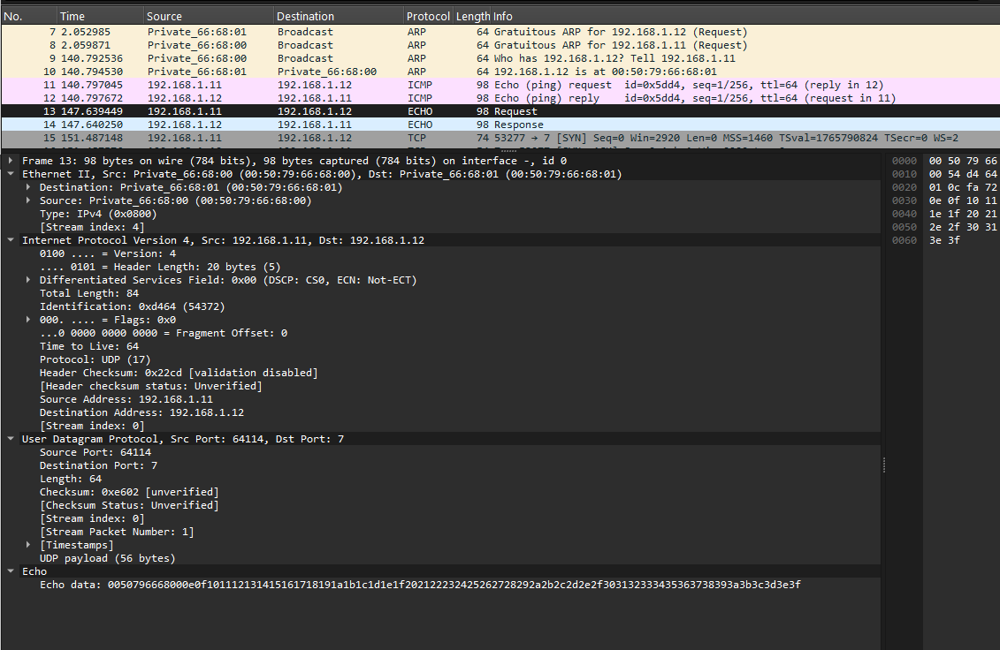 No. Time Source Destination Protocol Length Info
7 2.052985 Private_66:68:01 Broadcast ARP 64 Gratuitous ARP for 192.168.1.12 (Request)
8 2.059871 Private_66:68:00 Broadcast ARP 64 Gratuitous ARP for 192.168.1.11 (Request)
9 140.792536 Private_66:68:00 Broadcast ARP 64 Who has 192.168.1.12? Tell 192.168.1.11
10 140.794530 Private_66:68:01 Private_66:68:00 ARP 64 192.168.1.12 is at 00:50:79:66:68:01
11 140.797045 192.168.1.11 192.168.1.12 ICMP 98 Echo (ping) request id=0x5dd4, seq=1/256, ttl=64 (reply in 12)
12 140.797672 192.168.1.12 192.168.1.11 ICMP 98 Echo (ping) reply id=0x5dd4, seq=1/256, ttl=64 (request in 11)
13 147.639449 192.168.1.11 192.168.1.12 ECHO 98 Request
14 147.640250 192.168.1.12 192.168.1.11 ECHO 98 Response
15 151.487148 192.168.1.11 192.168.1.12 TCP 74 53277 → 7 [SYN] Seq=0 Win=2920 Len=0 MSS=1460 TSval=1765790824 TSecr=0 WS=2
Frame 13: 98 bytes on wire (784 bits), 98 bytes captured (784 bits) on interface -, id 0
Ethernet II, Src: Private_66:68:00 (00:50:79:66:68:00), Dst: Private_66:68:01 (00:50:79:66:68:01)
Destination: Private_66:68:01 (00:50:79:66:68:01)
Source: Private_66:68:00 (00:50:79:66:68:00)
Type: IPv4 (0x0800)
[Stream index: 4]
Internet Protocol Version 4, Src: 192.168.1.11, Dst: 192.168.1.12
0100 .... = Version: 4
.... 0101 = Header Length: 20 bytes (5)
Differentiated Services Field: 0x00 (DSCP: CS0, ECN: Not-ECT)
Total Length: 84
Identification: 0xd464 (54372)
000. .... = Flags: 0x0
...0 0000 0000 0000 = Fragment Offset: 0
Time to Live: 64
Protocol: UDP (17)
Header Checksum: 0x22cd [validation disabled]
[Header checksum status: Unverified]
Source Address: 192.168.1.11
Destination Address: 192.168.1.12
[Stream index: 0]
User Datagram Protocol, Src Port: 64114, Dst Port: 7
Source Port: 64114
Destination Port: 7
Length: 64
Checksum: 0xe602 [unverified]
[Checksum Status: Unverified]
[Stream index: 0]
[Stream Packet Number: 1]
[Timestamps]
UDP payload (56 bytes)
Echo
Echo data: 0050796668000e0f101112131415161718191a1b1c1d1e1f202122232425262728292a2b2c2d2e2f303132333435363738393a3b3c3d3e3f
0000 00 50 79 66
0010 00 54 d4 64
0020 01 0c fa 72
0030 0e 0f 10 11
0040 1e 1f 20 21
0050 2e 2f 30 31
0060 3e 3f